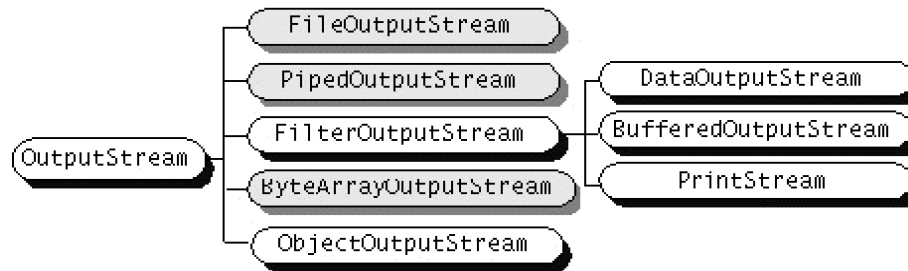 FileOutputStream
PipedOutputStream
DataOutputStream
FilterOutputStream
BufferedOutputStream
OutputStream
ByteArrayOutputStream
PrintStream
ObjectOutputStream